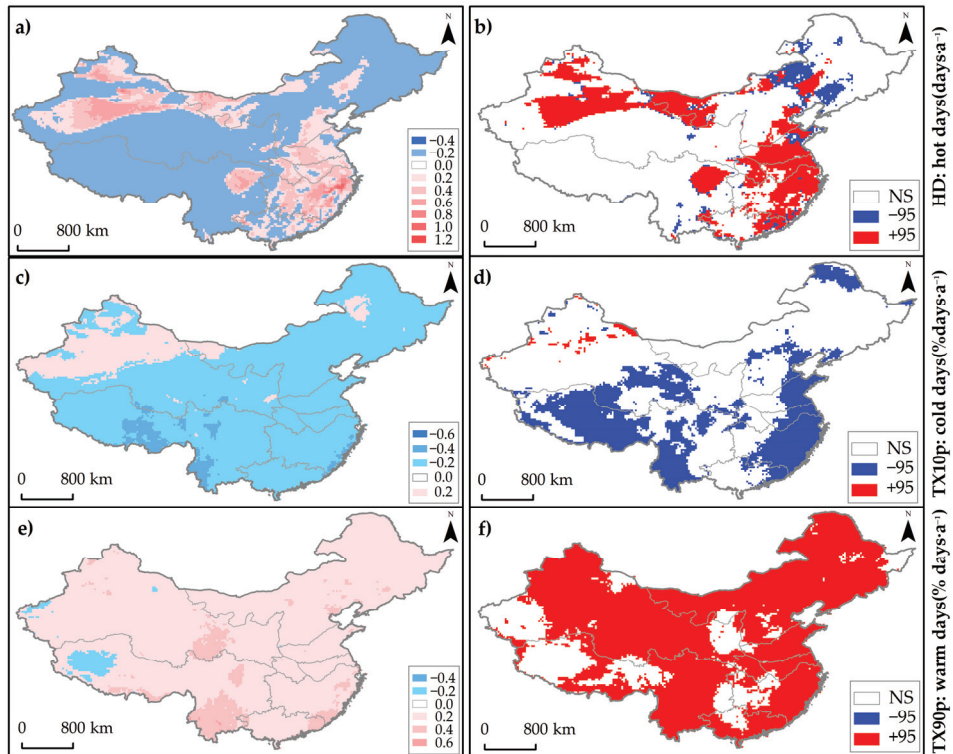 a)
N
−0.4
−0.2
0.0
0.2
0.4
0.6
0.8
1.0
1.2
0 800 km
b)
N
NS
−95
+95
0 800 km
HD: hot days(days·a⁻¹)
c)
N
−0.6
−0.4
−0.2
0.0
0.2
0 800 km
d)
N
NS
−95
+95
0 800 km
TX10p: cold days(%days·a⁻¹)
e)
N
−0.4
−0.2
0.0
0.2
0.4
0.6
0 800 km
f)
N
NS
−95
+95
0 800 km
TX90p: warm days(% days·a⁻¹)